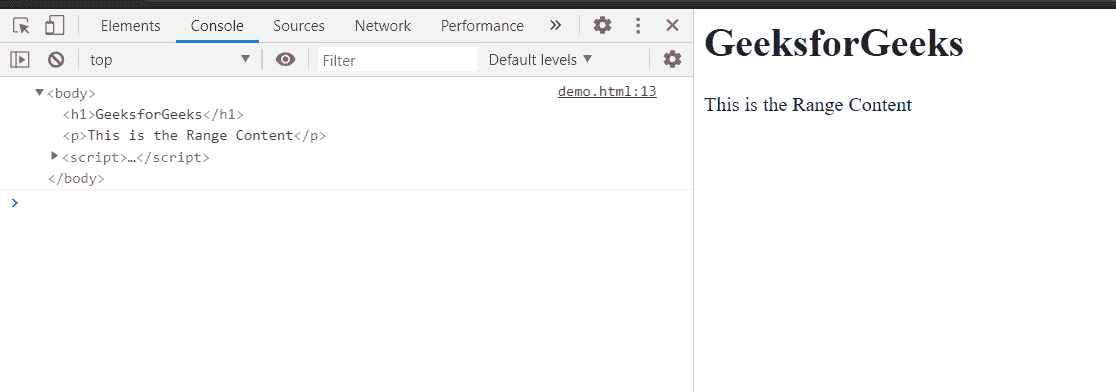 Elements Console Sources Network Performance »
top Filter Default levels
<body> demo.html:13
<h1>GeeksforGeeks</h1>
<p>This is the Range Content</p>
<script>…</script>
</body>
GeeksforGeeks
This is the Range Content